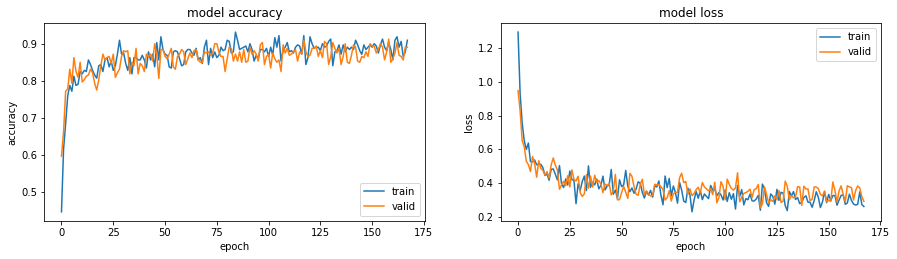 model accuracy
0.9
0.8
0.7
0.6
0.5
accuracy
train
valid
0 25 50 75 100 125 150 175
epoch
model loss
1.2
1.0
0.8
0.6
0.4
0.2
loss
train
valid
0 25 50 75 100 125 150 175
epoch